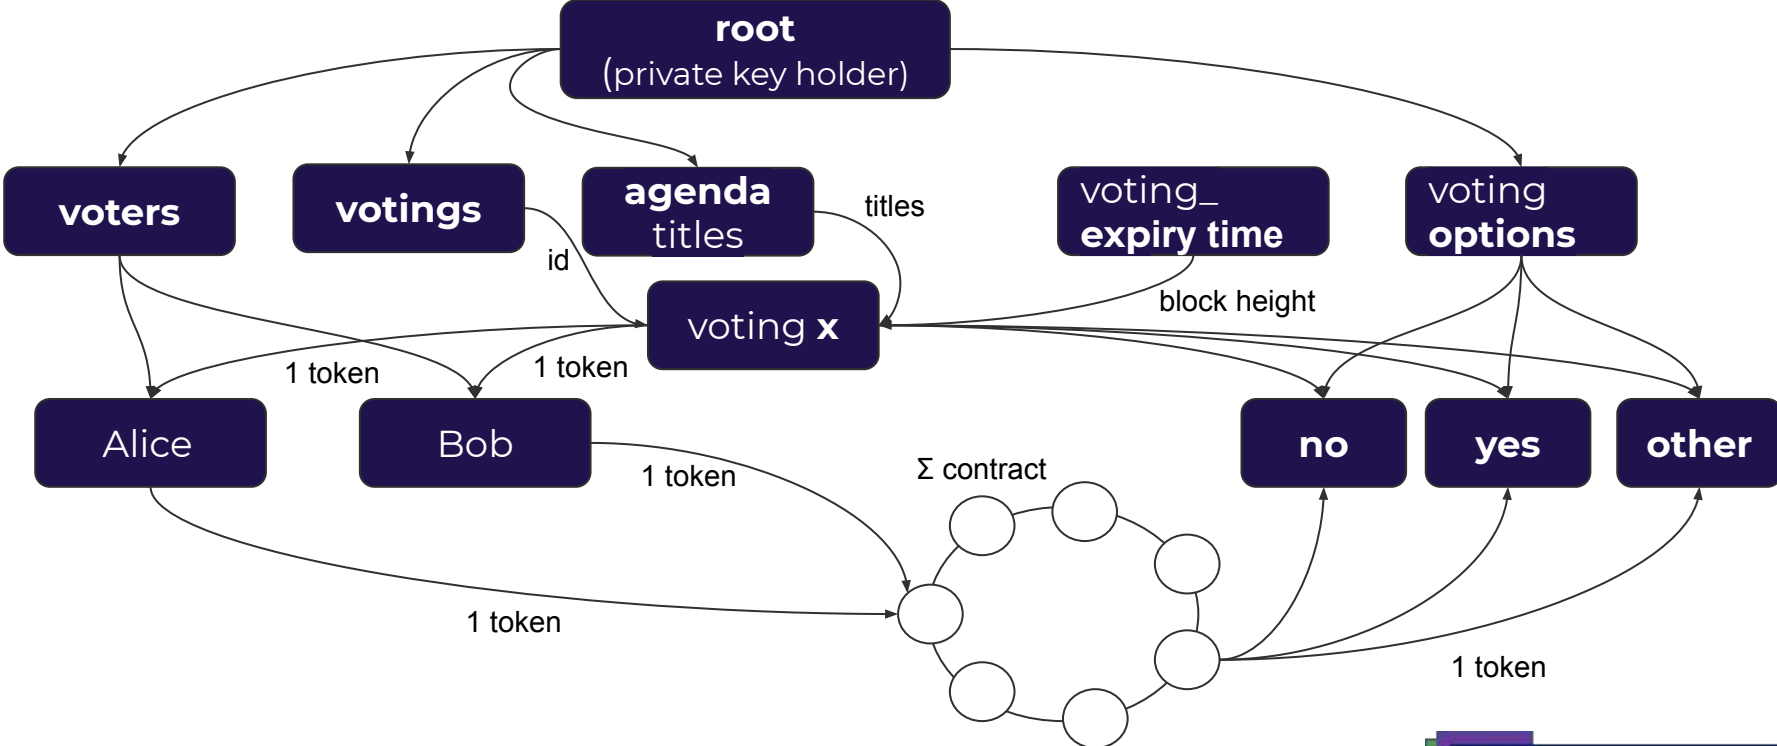 root
(private key holder)
voters
votings
agenda
titles
titles
voting_
expiry time
voting
options
id
block height
voting x
1 token
1 token
Alice
Bob
no
yes
other
1 token
Σ contract
1 token
1 token